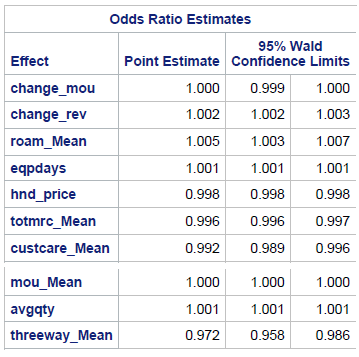 Odds Ratio Estimates
Effect Point Estimate 95% Wald Confidence Limits
change_mou 1.000 0.999 1.000
change_rev 1.002 1.002 1.003
roam_Mean 1.005 1.003 1.007
eqpdays 1.001 1.001 1.001
hnd_price 0.998 0.998 0.998
totmrc_Mean 0.996 0.996 0.997
custcare_Mean 0.992 0.989 0.996
mou_Mean 1.000 1.000 1.000
avgqty 1.001 1.001 1.001
threeway_Mean 0.972 0.958 0.986